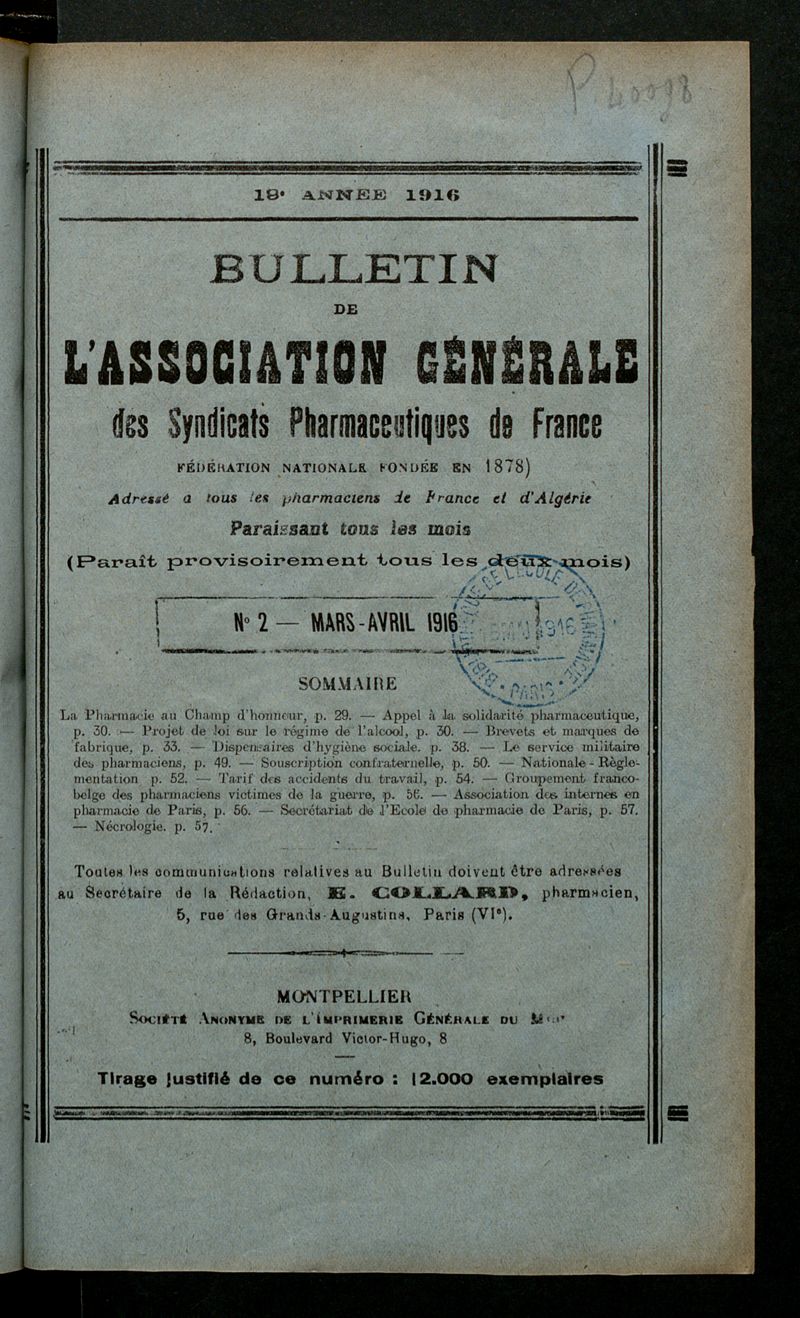 P. 40098
18e ANNÉE 1916
BULLETIN
DE
L'ASSOCIATION GÉNÉRALE
des Syndicats Pharmaceutiques de France
FÉDÉRATION NATIONALE FONDÉE EN 1878)
Adressé a tous les pharmaciens de France et d'Algérie
Paraissant tous les mois
(Paraît provisoirement tous les deux mois)
N° 2 — MARS-AVRIL 1916
SOMMAIRE
La Pharmacie au Champ d'honneur, p. 29. — Appel à la solidarité pharmaceutique,
p. 30. — Projet de loi sur le régime de l'alcool, p. 30. — Brevets et marques de
fabrique, p. 33. — Dispensaires d'hygiène sociale. p. 38. — Le service militaire
des pharmaciens, p. 49. — Souscription confraternelle, p. 50. — Nationale-Règle-
mentation p. 52. — Tarif des accidents du travail, p. 54. — Groupement franco-
belge des pharmaciens victimes de la guerre, p. 56. — Association des internes en
pharmacie de Paris, p. 56. — Secrétariat de l'Ecole de pharmacie de Paris, p. 57.
— Nécrologie. p. 57.
Toutes les communications relatives au Bulletin doivent être adressées
au Secrétaire de la Rédaction, E. COLLARD, pharmacien,
5, rue des Grands-Augustins, Paris (VIe).
MONTPELLIER
Société Anonyme de l'Imprimerie Générale du
8, Boulevard Victor-Hugo, 8
Tirage justifié de ce numéro : 12.000 exemplaires